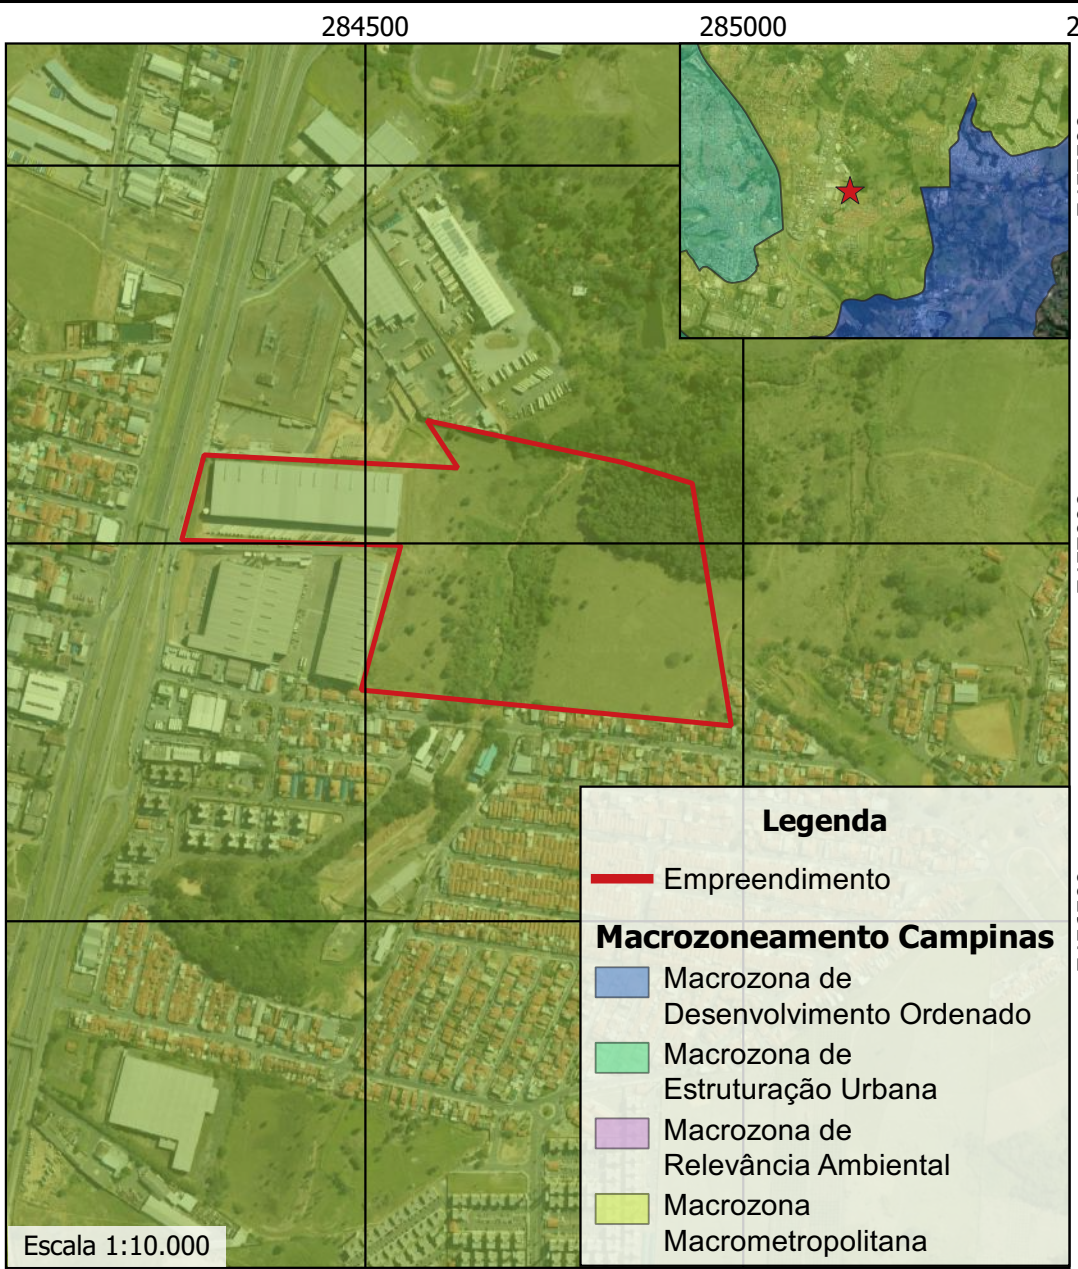 284500
285000
2
Legenda
Empreendimento
Macrozoneamento Campinas
Macrozona de
Desenvolvimento Ordenado
Macrozona de
Estruturação Urbana
Macrozona de
Relevância Ambiental
Macrozona
Macrometropolitana
Escala 1:10.000